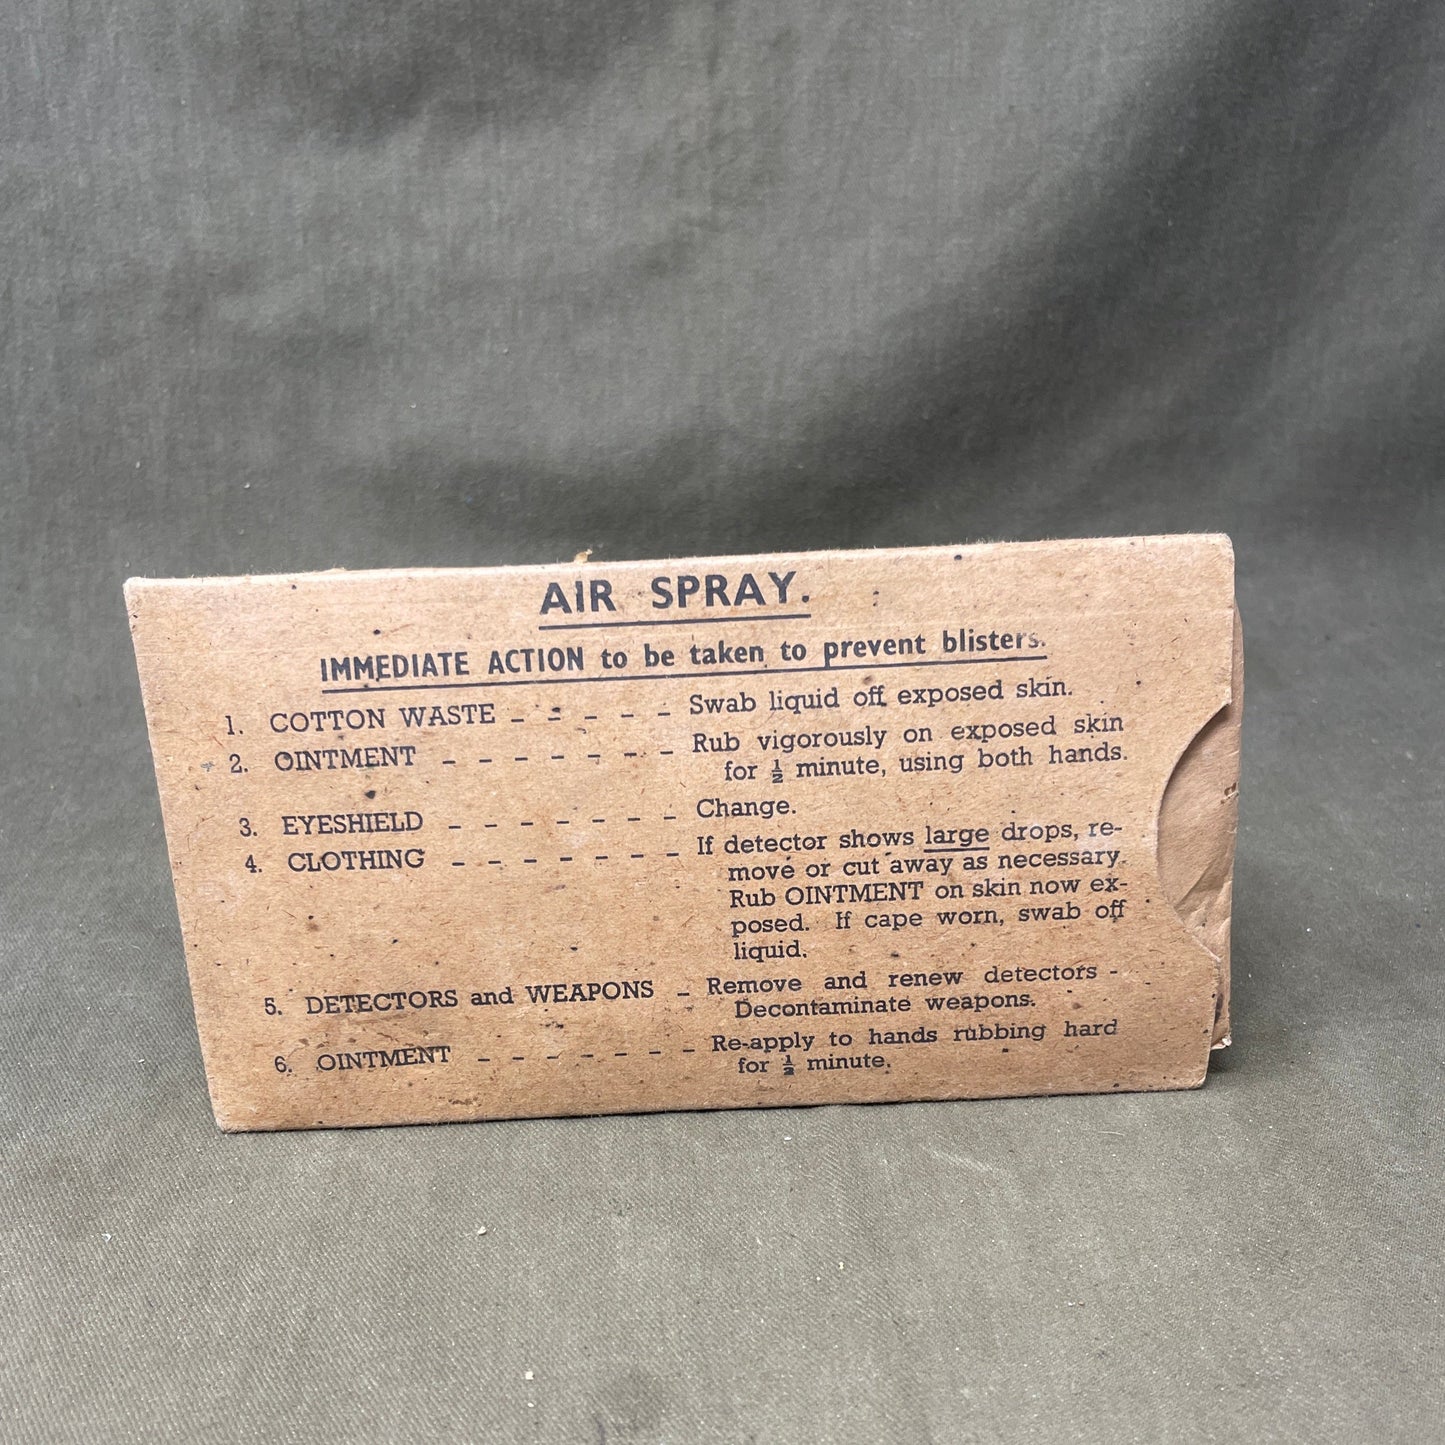 AIR SPRAY.
IMMEDIATE ACTION to be taken to prevent blisters.
1. COTTON WASTE – – – – – Swab liquid off exposed skin.
2. OINTMENT – – – – – – – Rub vigorously on exposed skin
for ½ minute, using both hands.
3. EYESHIELD – – – – – – – Change.
4. CLOTHING – – – – – – – If detector shows large drops, re-
move or cut away as necessary.
Rub OINTMENT on skin now ex-
posed. If cape worn, swab off
liquid.
5. DETECTORS and WEAPONS – Remove and renew detectors -
Decontaminate weapons.
6. OINTMENT – – – – – – – Re-apply to hands rubbing hard
for ½ minute.